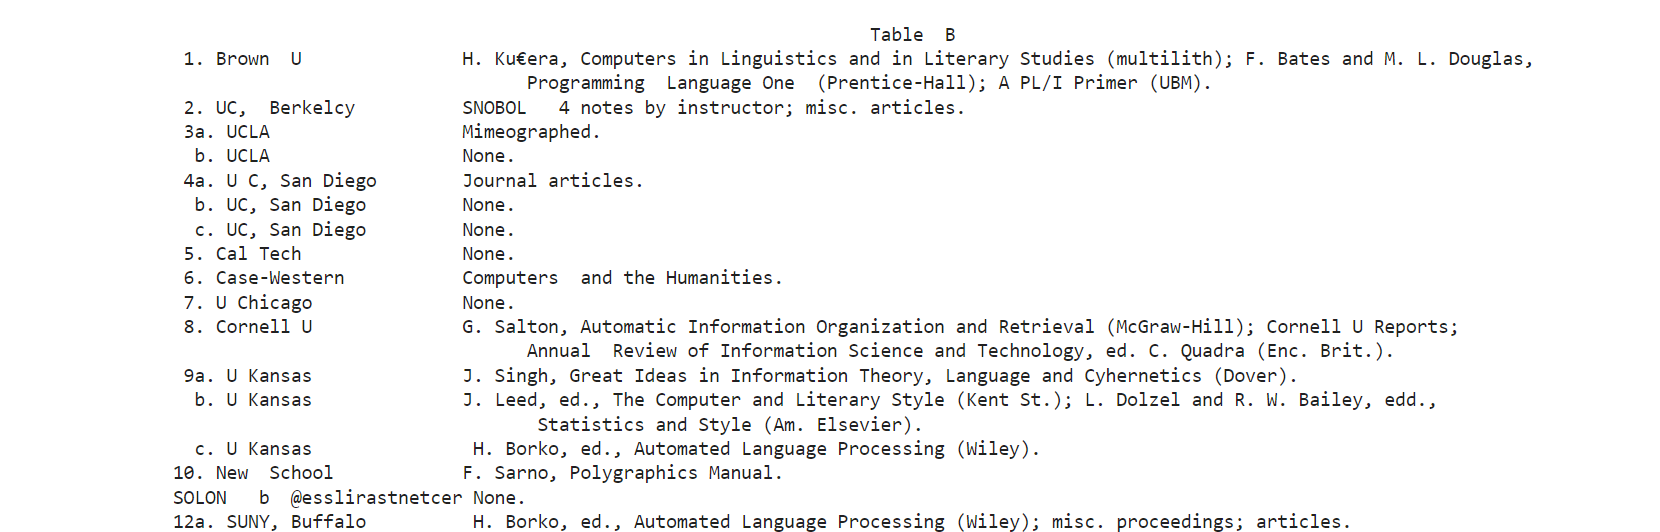 Table B
1. Brown U H. Ku€era, Computers in Linguistics and in Literary Studies (multilith); F. Bates and M. L. Douglas,
Programming Language One (Prentice-Hall); A PL/I Primer (UBM).
2. UC, Berkelcy SNOBOL 4 notes by instructor; misc. articles.
3a. UCLA Mimeographed.
b. UCLA None.
4a. U C, San Diego Journal articles.
b. UC, San Diego None.
c. UC, San Diego None.
5. Cal Tech None.
6. Case-Western Computers and the Humanities.
7. U Chicago None.
8. Cornell U G. Salton, Automatic Information Organization and Retrieval (McGraw-Hill); Cornell U Reports;
Annual Review of Information Science and Technology, ed. C. Quadra (Enc. Brit.).
9a. U Kansas J. Singh, Great Ideas in Information Theory, Language and Cyhernetics (Dover).
b. U Kansas J. Leed, ed., The Computer and Literary Style (Kent St.); L. Dolzel and R. W. Bailey, edd.,
Statistics and Style (Am. Elsevier).
c. U Kansas H. Borko, ed., Automated Language Processing (Wiley).
10. New School F. Sarno, Polygraphics Manual.
SOLON b @esslirastnetcer None.
12a. SUNY, Buffalo H. Borko, ed., Automated Language Processing (Wiley); misc. proceedings; articles.